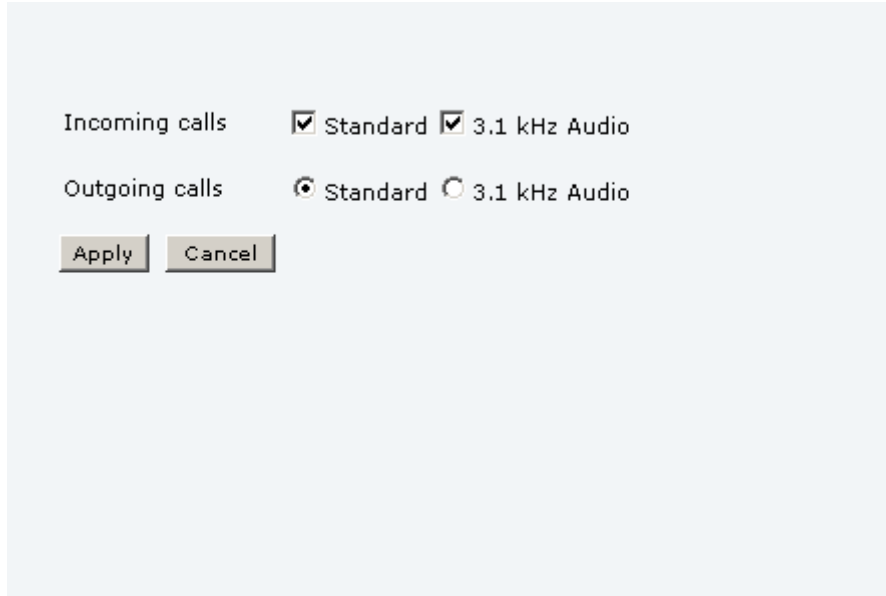 Incoming calls Standard 3.1 kHz Audio
Outgoing calls Standard 3.1 kHz Audio
Apply Cancel